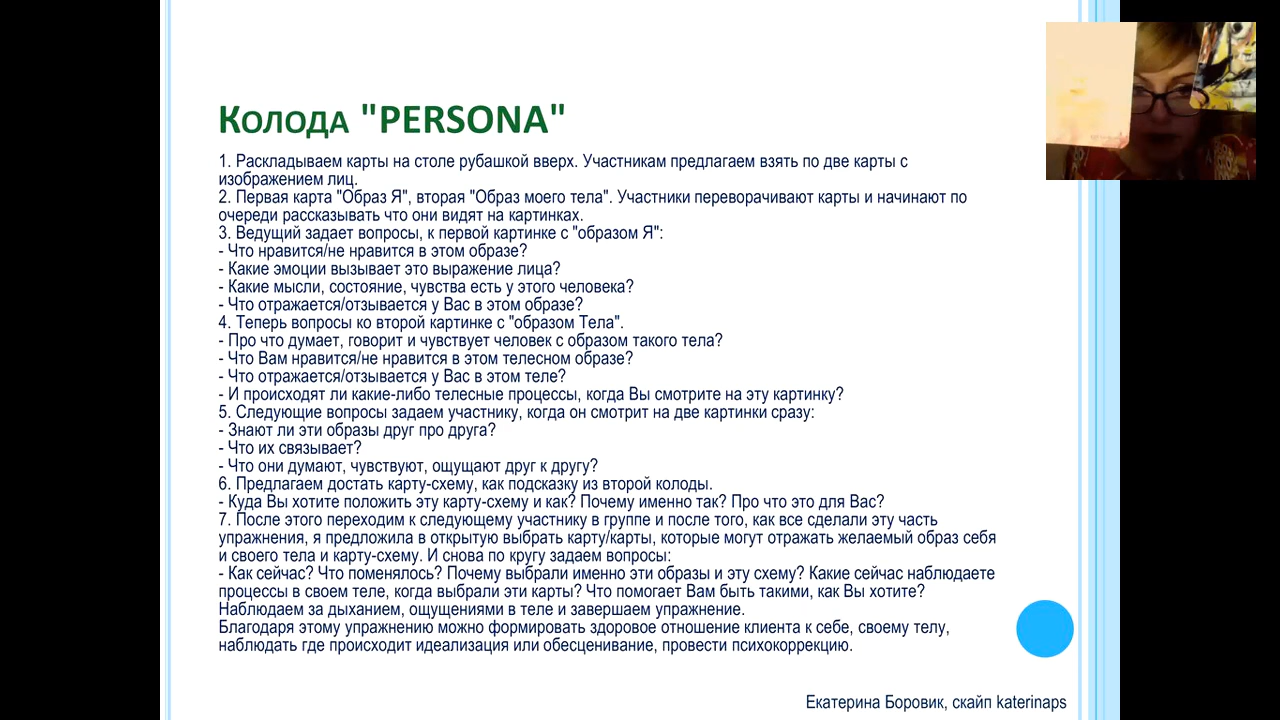 Колода "PERSONA"
1. Раскладываем карты на столе рубашкой вверх. Участникам предлагаем взять по две карты с
изображением лиц.
2. Первая карта "Образ Я", вторая "Образ моего тела". Участники переворачивают карты и начинают по
очереди рассказывать что они видят на картинках.
3. Ведущий задает вопросы, к первой картинке с "образом Я":
- Что нравится/не нравится в этом образе?
- Какие эмоции вызывает это выражение лица?
- Какие мысли, состояние, чувства есть у этого человека?
- Что отражается/отзывается у Вас в этом образе?
4. Теперь вопросы ко второй картинке с "образом Тела".
- Про что думает, говорит и чувствует человек с образом такого тела?
- Что Вам нравится/не нравится в этом телесном образе?
- Что отражается/отзывается у Вас в этом теле?
- И происходят ли какие-либо телесные процессы, когда Вы смотрите на эту картинку?
5. Следующие вопросы задаем участнику, когда он смотрит на две картинки сразу:
- Знают ли эти образы друг про друга?
- Что их связывает?
- Что они думают, чувствуют, ощущают друг к другу?
6. Предлагаем достать карту-схему, как подсказку из второй колоды.
- Куда Вы хотите положить эту карту-схему и как? Почему именно так? Про что это для Вас?
7. После этого переходим к следующему участнику в группе и после того, как все сделали эту часть
упражнения, я предложила в открытую выбрать карту/карты, которые могут отражать желаемый образ себя
и своего тела и карту-схему. И снова по кругу задаем вопросы:
- Как сейчас? Что поменялось? Почему выбрали именно эти образы и эту схему? Какие сейчас наблюдаете
процессы в своем теле, когда выбрали эти карты? Что помогает Вам быть такими, как Вы хотите?
Наблюдаем за дыханием, ощущениями в теле и завершаем упражнение.
Благодаря этому упражнению можно формировать здоровое отношение клиента к себе, своему телу,
наблюдать где происходит идеализация или обесценивание, провести психокоррекцию.
Екатерина Боровик, скайп katerinaps